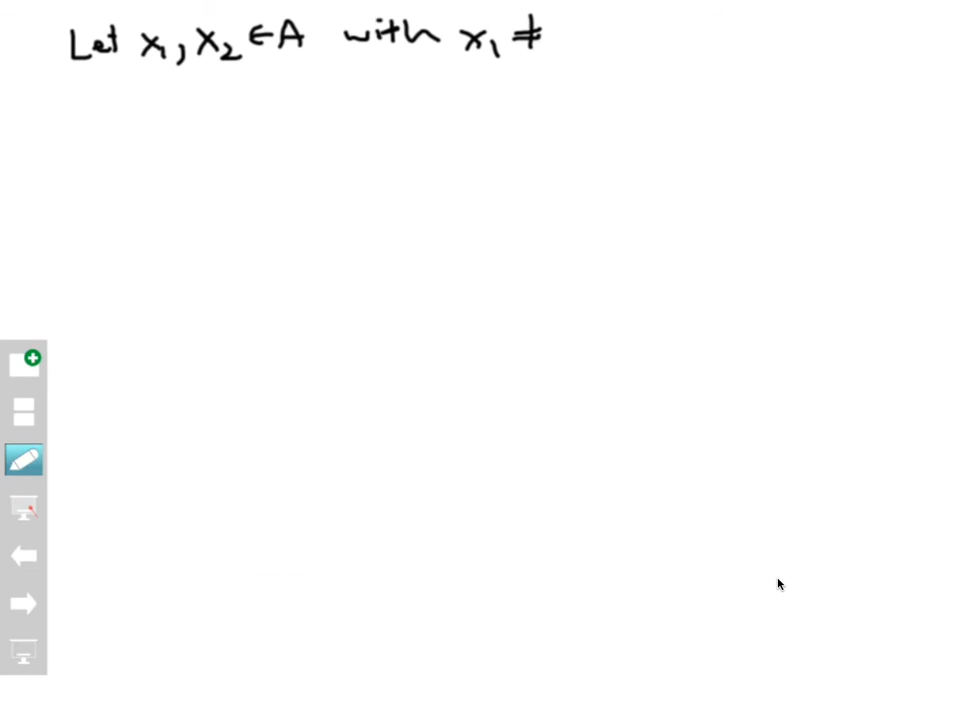 Let x₁, x₂ ∈ A with x₁ ≠